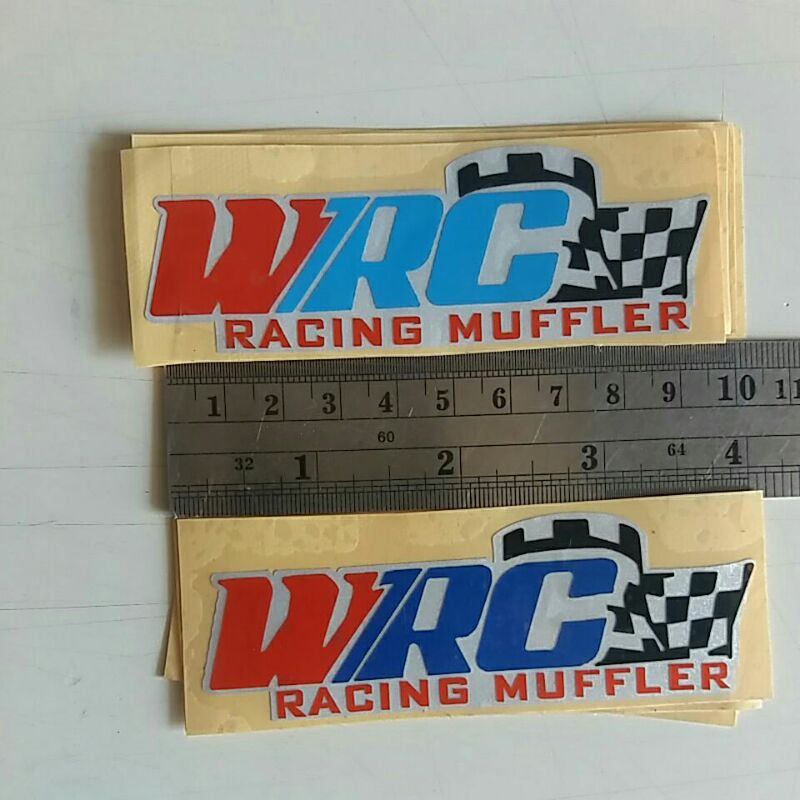 WRC
RACING MUFFLER
1 2 3 4 5 6 7 8 9 10 11
60
32 1 2 3 64 4
WRC
RACING MUFFLER